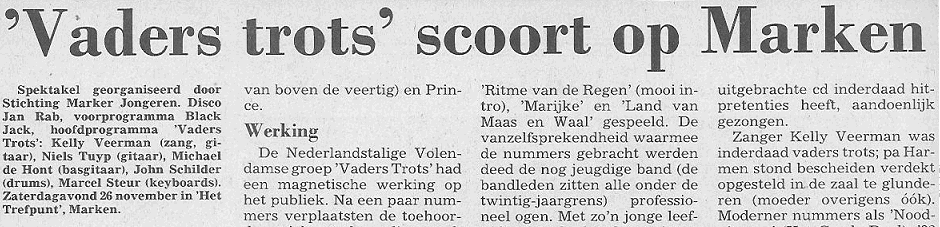 'Vaders trots' scoort op Marken
Spektakel georganiseerd door
Stichting Marker Jongeren. Disco
Jan Rab, voorprogramma Black
Jack, hoofdprogramma 'Vaders
Trots': Kelly Veerman (zang, gi-
taar), Niels Tuyp (gitaar), Michael
de Hont (basgitaar), John Schilder
(drums), Marcel Steur (keyboards).
Zaterdagavond 26 november in 'Het
Trefpunt', Marken.
van boven de veertig) en Prin-
ce.
Werking
De Nederlandstalige Volen-
damse groep 'Vaders Trots' had
een magnetische werking op
het publiek. Na een paar num-
mers verplaatsten de toehoor-
'Ritme van de Regen' (mooi in-
tro), 'Marijke' en 'Land van
Maas en Waal' gespeeld. De
vanzelfsprekendheid waarmee
de nummers gebracht werden
deed de nog jeugdige band (de
bandleden zitten alle onder de
twintig-jaargrens) professio-
neel ogen. Met zo'n jonge leef-
uitgebrachte cd inderdaad hit-
pretenties heeft, aandoenlijk
gezongen.
Zanger Kelly Veerman was
inderdaad vaders trots; pa Har-
men stond bescheiden verdekt
opgesteld in de zaal te glunde-
ren (moeder overigens óók).
Moderner nummers als 'Nood-